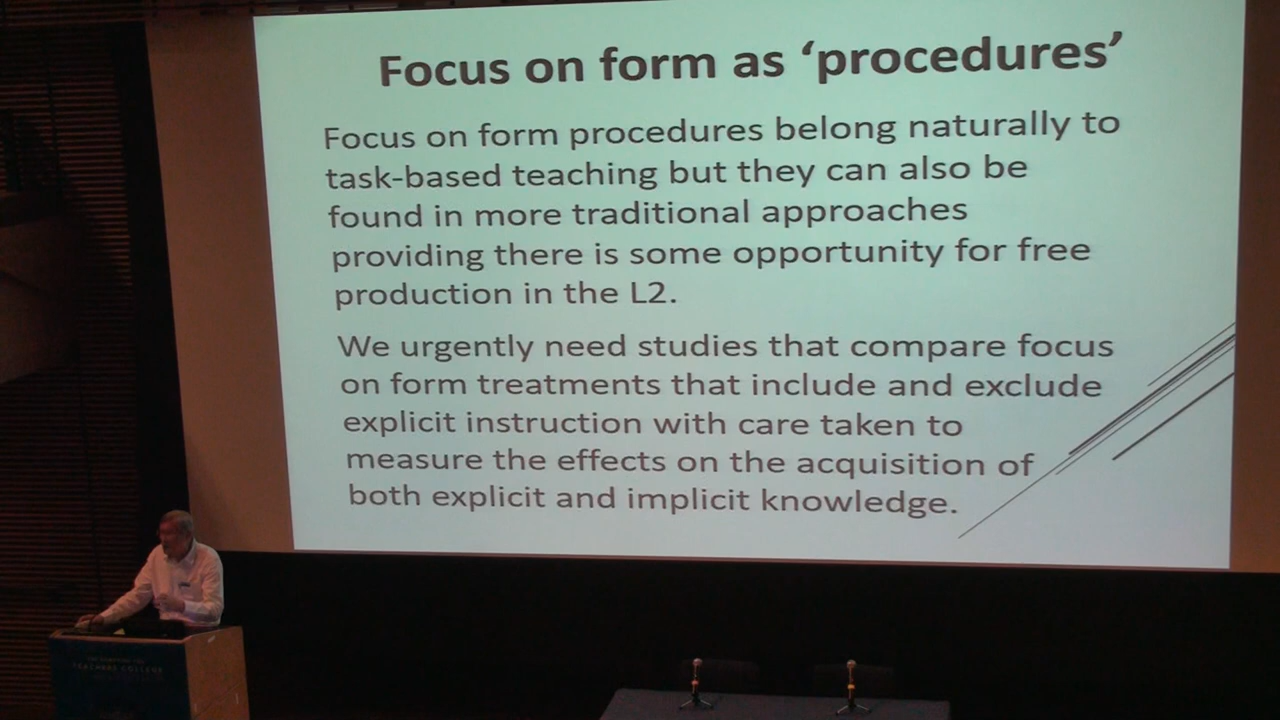 Focus on form as ‘procedures’
Focus on form procedures belong naturally to
task-based teaching but they can also be
found in more traditional approaches
providing there is some opportunity for free
production in the L2.
We urgently need studies that compare focus
on form treatments that include and exclude
explicit instruction with care taken to
measure the effects on the acquisition of
both explicit and implicit knowledge.
TEACHERS COLLEGE